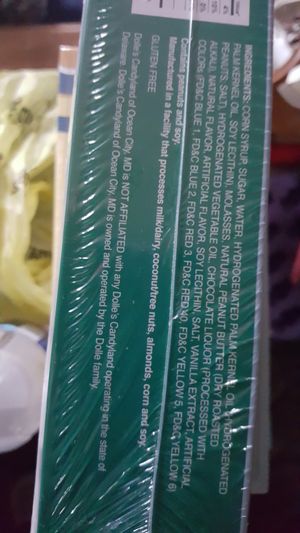 INGREDIENTS: CORN SYRUP, SUGAR, WATER, HYDROGENATED PALM KERNEL OIL (HYDROGENATED
PALM KERNEL OIL, SOY LECITHIN), MOLASSES, NATURAL PEANUT BUTTER (DRY ROASTED
PEANUTS, SALT), HYDROGENATED VEGETABLE OIL, CHOCOLATE LIQUOR (PROCESSED WITH
ALKALI), NATURAL FLAVOR, ARTIFICIAL FLAVOR, SOY LECITHIN, SALT, VANILLA EXTRACT, ARTIFICIAL
COLORS (FD&C BLUE 1, FD&C BLUE 2, FD&C RED 3, FD&C RED 40, FD&C YELLOW 5, FD&C YELLOW 6)
Contains peanuts and soy.
Manufactured in a facility that processes milk/dairy, coconut/tree nuts, almonds, corn and soy.
GLUTEN FREE
Dolle's Candyland of Ocean City, MD is NOT AFFILIATED with any Dolle's Candyland operating in the state of
Delaware. Dolle's Candyland of Ocean City, MD is owned and operated by the Dolle family.